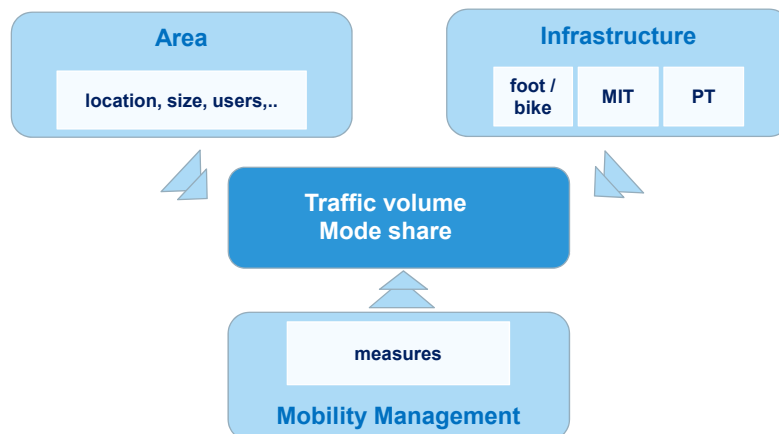 Area
location, size, users,..
Infrastructure
foot /
bike
MIT
PT
Traffic volume
Mode share
measures
Mobility Management